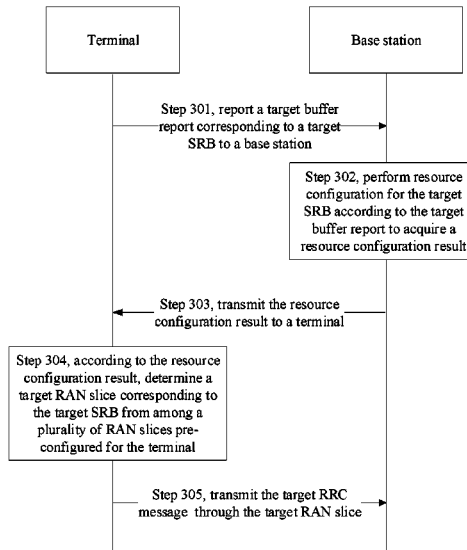 Terminal
Base station
Step 301, report a target buffer
report corresponding to a target
SRB to a base station
Step 302, perform resource
configuration for the target
SRB according to the target
buffer report to acquire a
resource configuration result
Step 303, transmit the resource
configuration result to a terminal
Step 304, according to the resource
configuration result, determine a
target RAN slice corresponding to
the target SRB from among a
plurality of RAN slices pre-
configured for the terminal
Step 305, transmit the target RRC
message through the target RAN slice